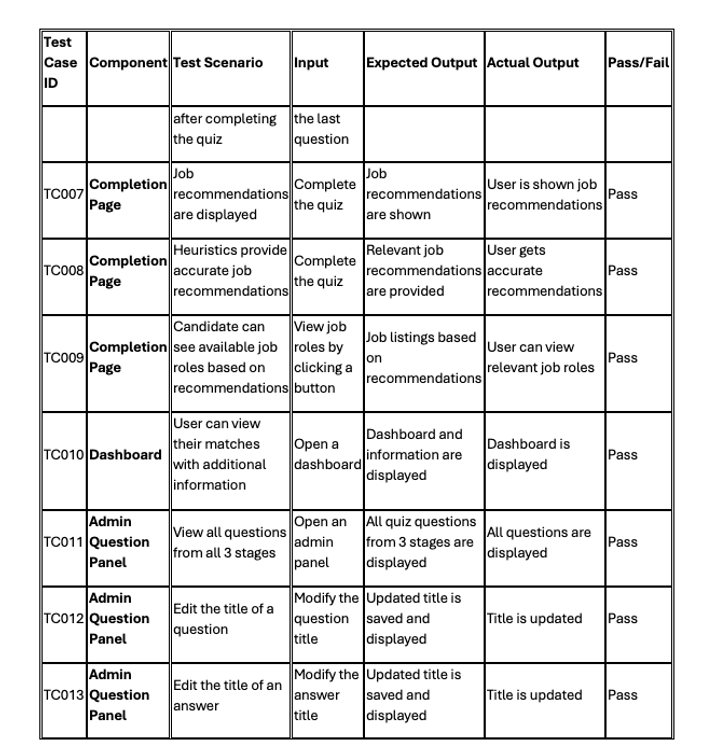 Test Case ID | Component | Test Scenario | Input | Expected Output | Actual Output | Pass/Fail
after completing the quiz | the last question
TC007 | Completion Page | Job recommendations are displayed | Complete the quiz | Job recommendations are shown | User is shown job recommendations | Pass
TC008 | Completion Page | Heuristics provide accurate job recommendations | Complete the quiz | Relevant job recommendations are provided | User gets accurate recommendations | Pass
TC009 | Completion Page | Candidate can see available job roles based on recommendations | View job roles by clicking a button | Job listings based on recommendations | User can view relevant job roles | Pass
TC010 | Dashboard | User can view their matches with additional information | Open a dashboard | Dashboard and information are displayed | Dashboard is displayed | Pass
TC011 | Admin Question Panel | View all questions from all 3 stages | Open an admin panel | All quiz questions from 3 stages are displayed | All questions are displayed | Pass
TC012 | Admin Question Panel | Edit the title of a question | Modify the question title | Updated title is saved and displayed | Title is updated | Pass
TC013 | Admin Question Panel | Edit the title of an answer | Modify the answer title | Updated title is saved and displayed | Title is updated | Pass